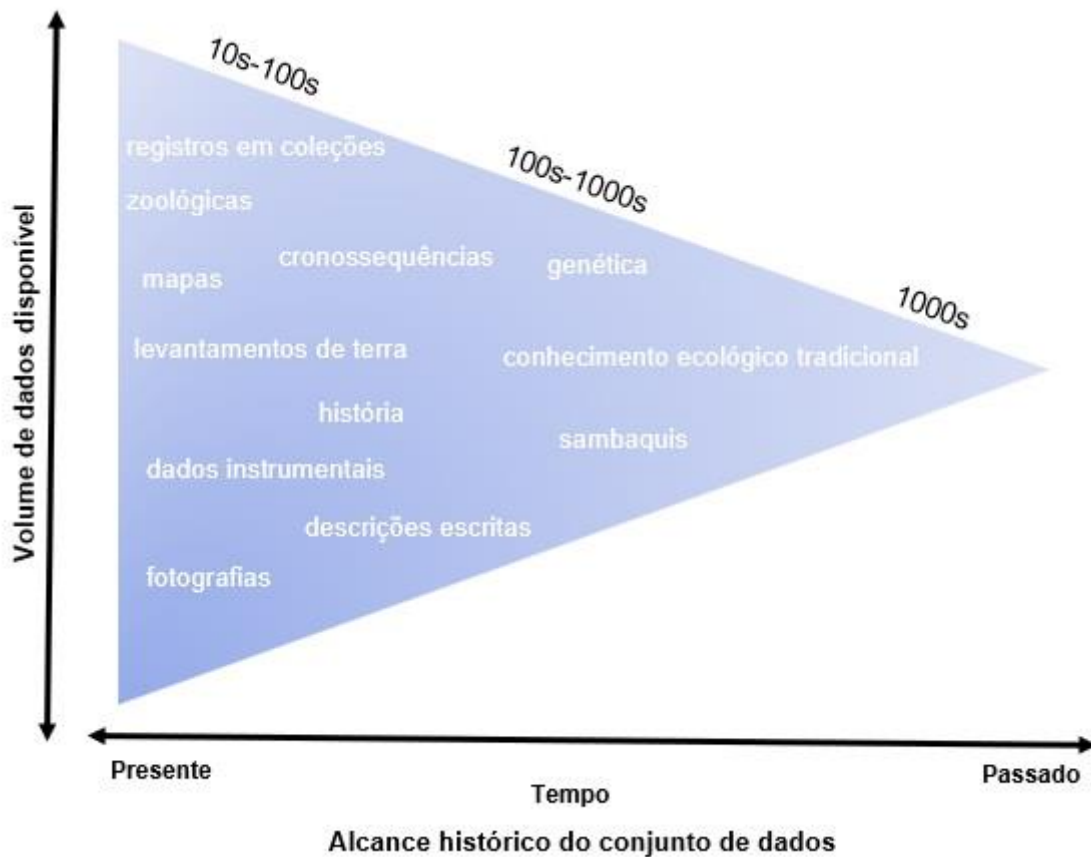 10s-100s
100s-1000s
1000s
registros em coleções
zoológicas
cronossequências
genética
mapas
levantamentos de terra
conhecimento ecológico tradicional
história
sambaquis
dados instrumentais
descrições escritas
fotografias
Volume de dados disponível
Presente
Passado
Tempo
Alcance histórico do conjunto de dados